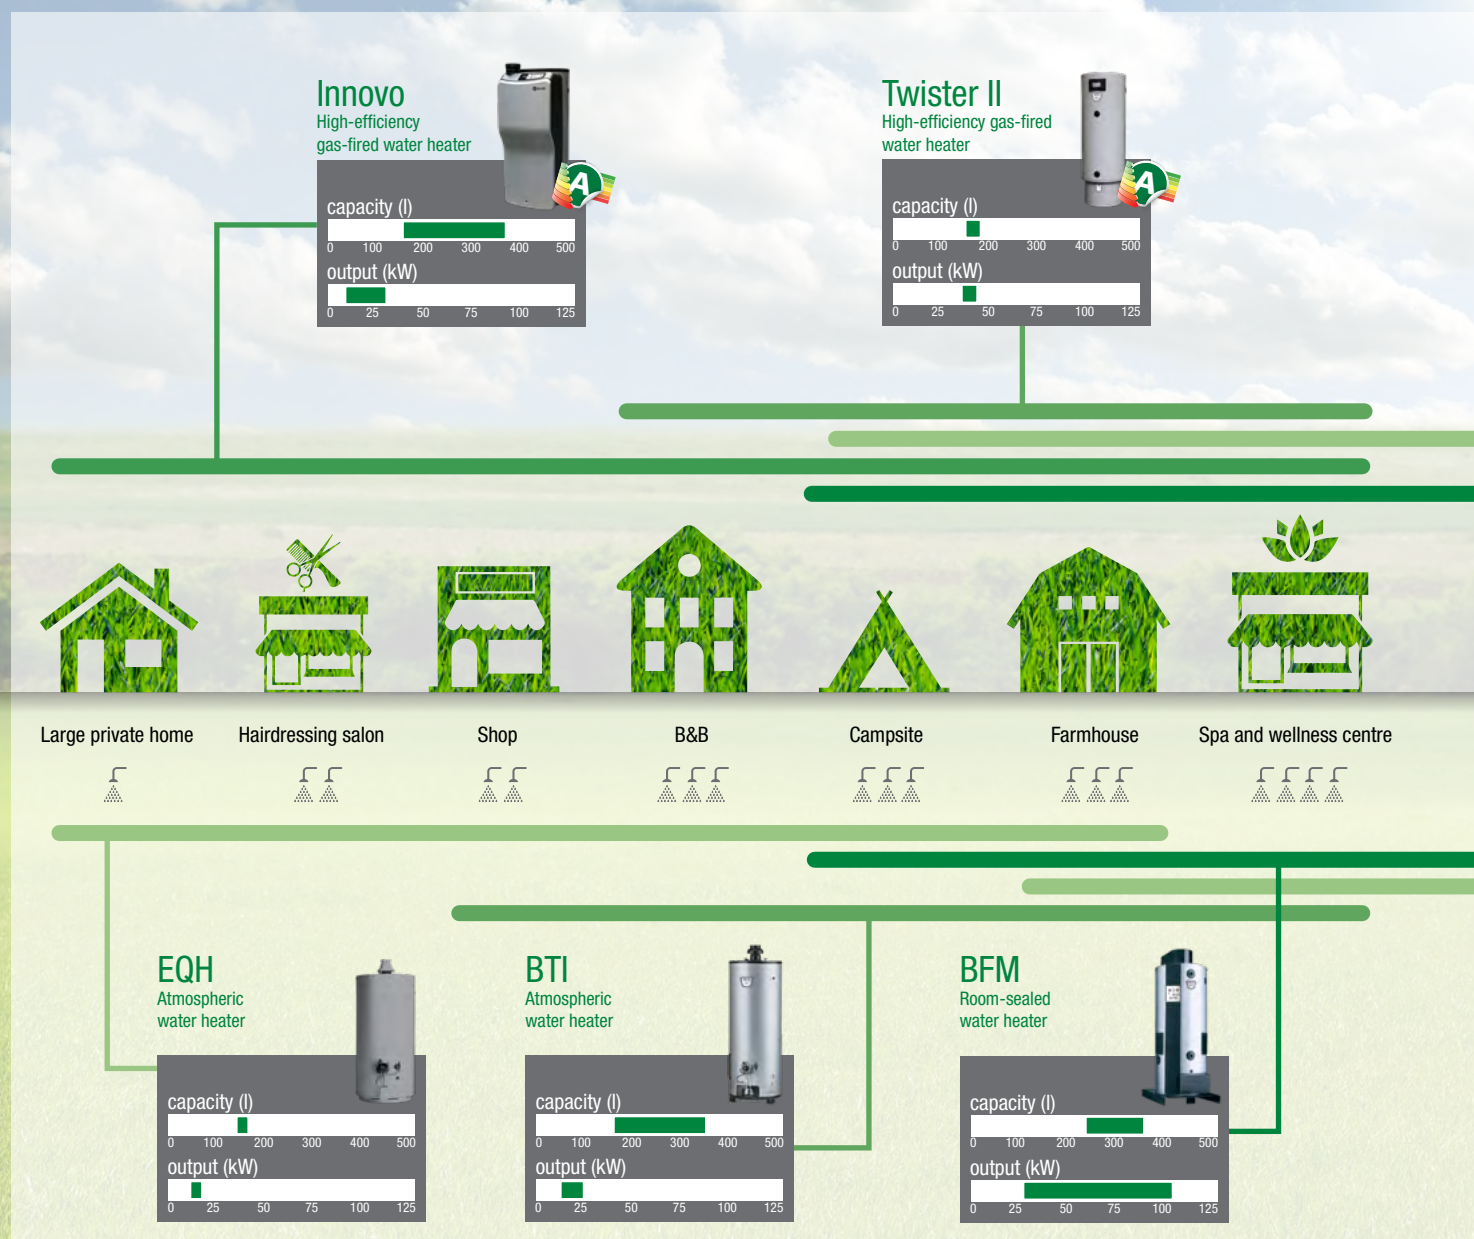 Innovo
High-efficiency
gas-fired water heater
A
capacity (l)
0 100 200 300 400 500
output (kW)
0 25 50 75 100 125
Twister II
High-efficiency gas-fired
water heater
A
capacity (l)
0 100 200 300 400 500
output (kW)
0 25 50 75 100 125
Large private home
Hairdressing salon
Shop
B&B
Campsite
Farmhouse
Spa and wellness centre
EQH
Atmospheric
water heater
capacity (l)
0 100 200 300 400 500
output (kW)
0 25 50 75 100 125
BTI
Atmospheric
water heater
capacity (l)
0 100 200 300 400 500
output (kW)
0 25 50 75 100 125
BFM
Room-sealed
water heater
capacity (l)
0 100 200 300 400 500
output (kW)
0 25 50 75 100 125